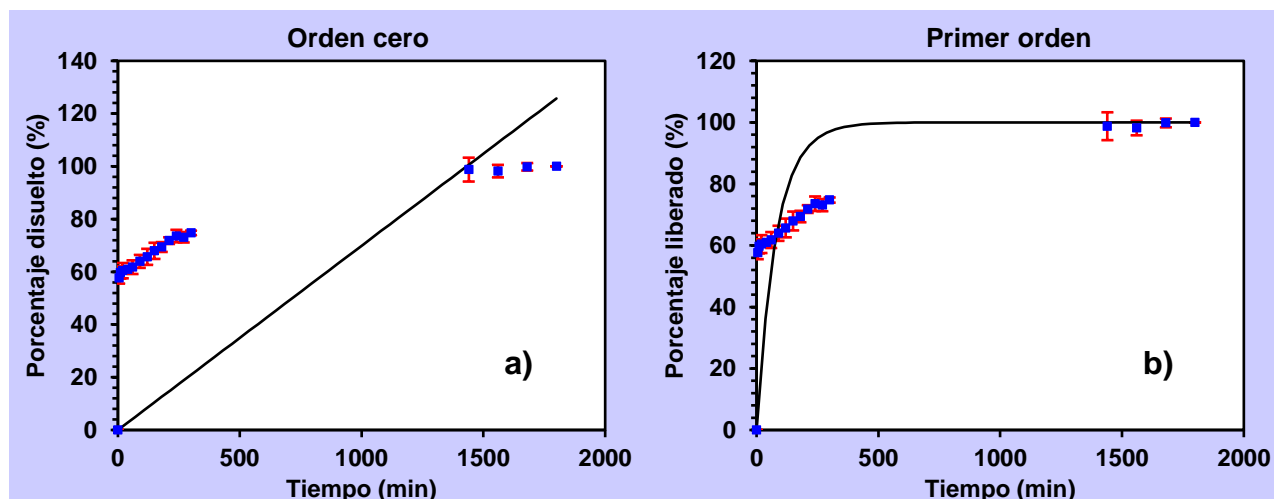 Orden cero
140
120
100
80
60
40
20
0
Porcentaje disuelto (%)
a)
0 500 1000 1500 2000
Tiempo (min)
Primer orden
120
100
80
60
40
20
0
Porcentaje liberado (%)
b)
0 500 1000 1500 2000
Tiempo (min)